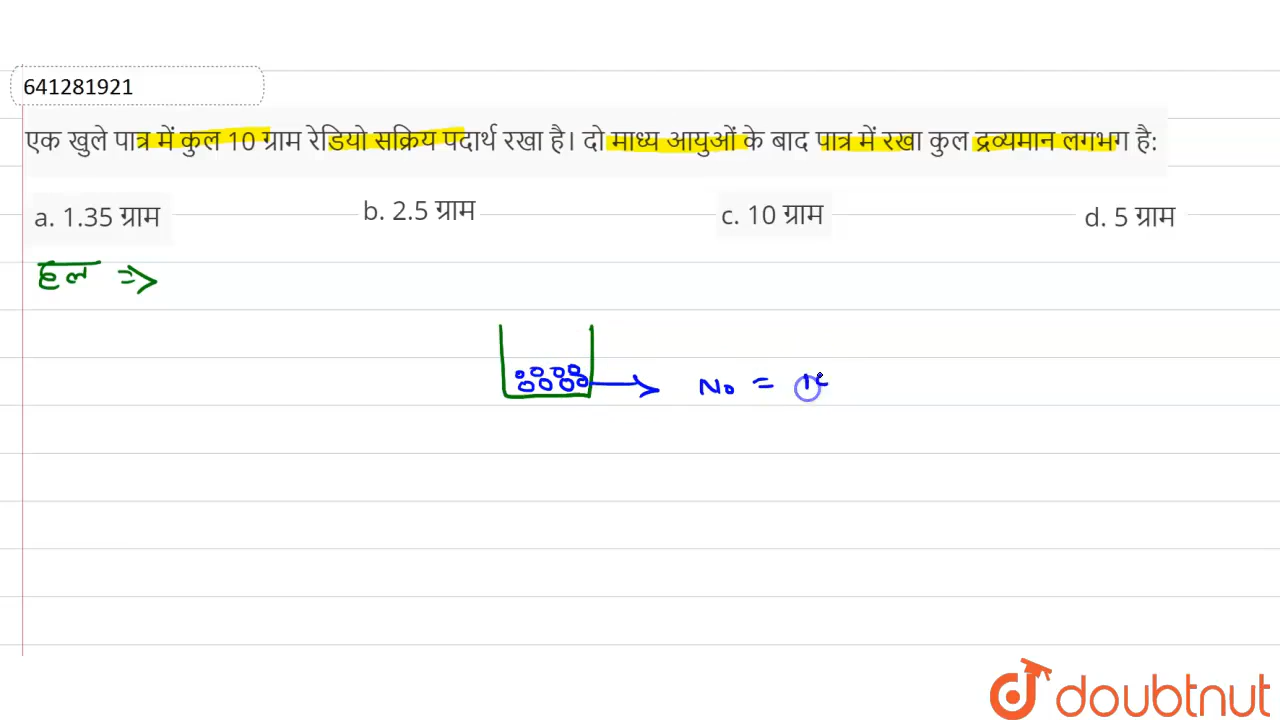 641281921
एक खुले पात्र में कुल 10 ग्राम रेडियो सक्रिय पदार्थ रखा है। दो माध्य आयुओं के बाद पात्र में रखा कुल द्रव्यमान लगभग है:
a. 1.35 ग्राम b. 2.5 ग्राम c. 10 ग्राम d. 5 ग्राम
हल ⇒
No =
doubtnut